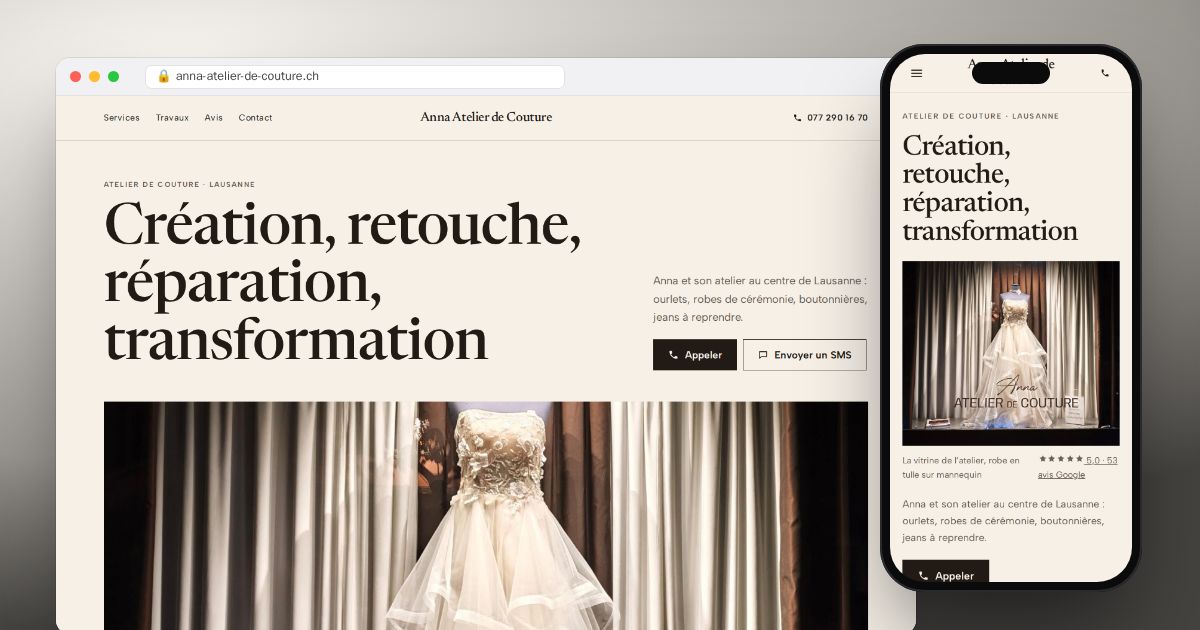 anna-atelier-de-couture.ch
Services Travaux Avis Contact
Anna Atelier de Couture
077 290 16 70
ATELIER DE COUTURE · LAUSANNE
Création, retouche,
réparation,
transformation
Anna et son atelier au centre de Lausanne :
ourlets, robes de cérémonie, boutonnières,
jeans à reprendre.
Appeler
Envoyer un SMS
ATELIER DE COUTURE · LAUSANNE
Création,
retouche,
réparation,
transformation
Anna
ATELIER DE COUTURE
La vitrine de l'atelier, robe en
tulle sur mannequin
★★★★★ 5,0 · 53
avis Google
Anna et son atelier au centre de Lausanne :
ourlets, robes de cérémonie, boutonnières,
jeans à reprendre.
Appeler